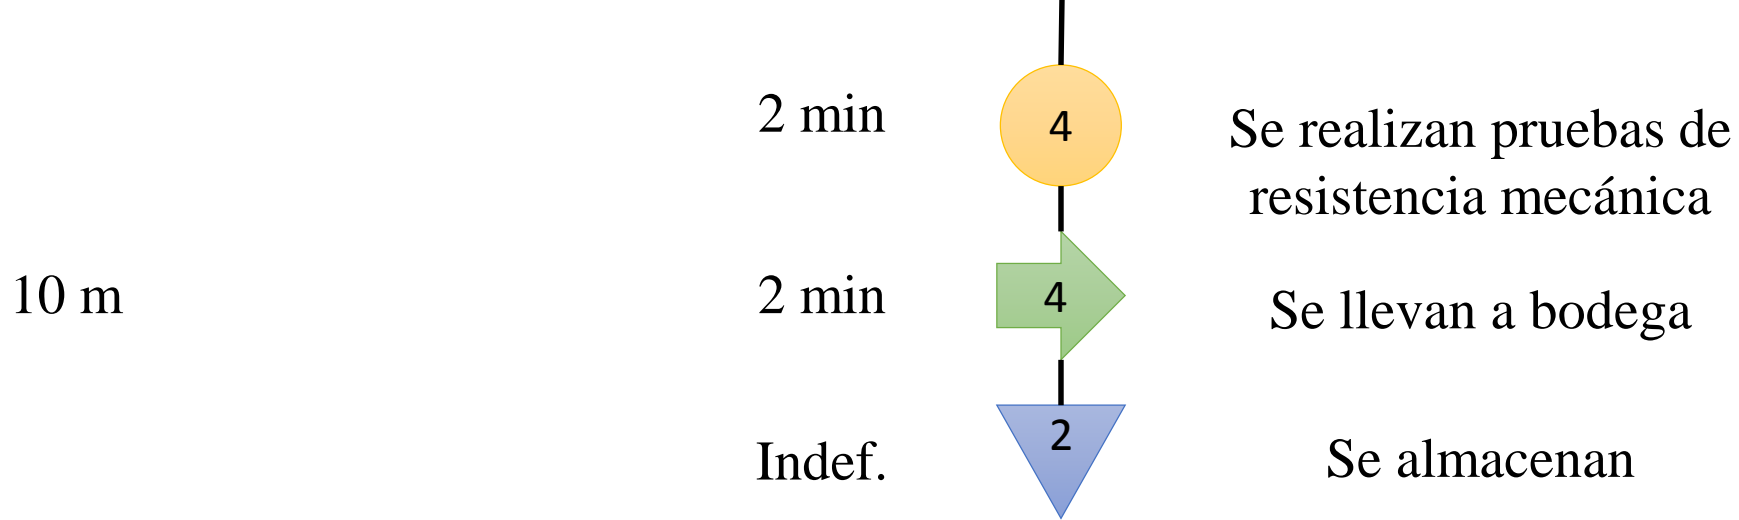 2 min
4
Se realizan pruebas de
resistencia mecánica
10 m
2 min
4
Se llevan a bodega
Indef.
2
Se almacenan